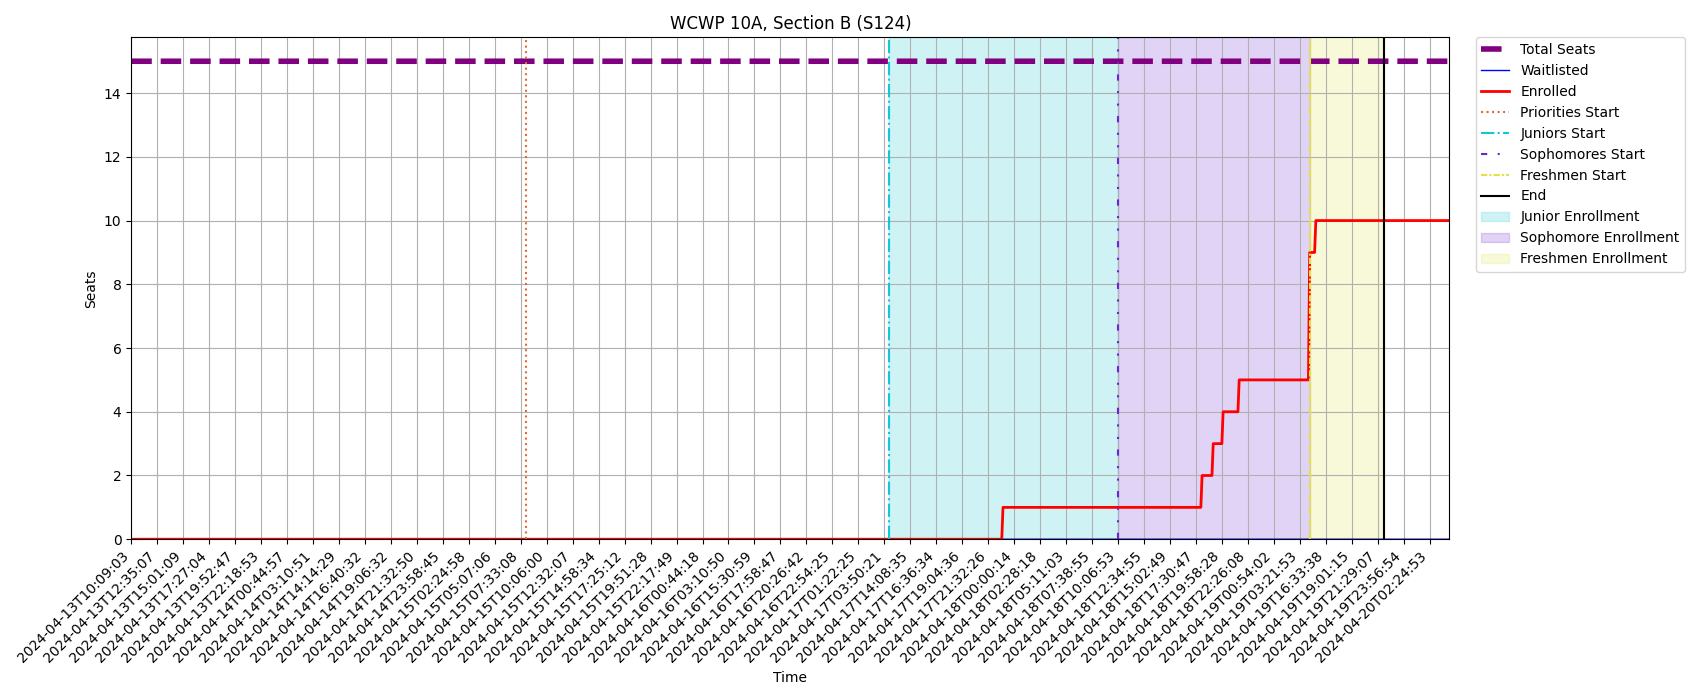 WCWP 10A, Section B (S124)
Total Seats
Waitlisted
Enrolled
Priorities Start
Juniors Start
Sophomores Start
Freshmen Start
End
Junior Enrollment
Sophomore Enrollment
Freshmen Enrollment
Seats
14
12
10
8
6
4
2
0
2024-04-13T10:09:03
2024-04-13T12:35:07
2024-04-13T15:01:09
2024-04-13T17:27:04
2024-04-13T19:52:47
2024-04-13T22:18:53
2024-04-14T00:44:57
2024-04-14T03:10:51
2024-04-14T14:14:29
2024-04-14T16:40:32
2024-04-14T19:06:32
2024-04-14T21:32:50
2024-04-14T23:58:45
2024-04-15T02:24:58
2024-04-15T05:07:06
2024-04-15T07:33:08
2024-04-15T10:06:00
2024-04-15T12:32:07
2024-04-15T14:58:34
2024-04-15T17:25:12
2024-04-15T19:51:28
2024-04-15T22:17:49
2024-04-16T00:44:18
2024-04-16T03:10:50
2024-04-16T15:30:59
2024-04-16T17:58:47
2024-04-16T20:26:42
2024-04-16T22:54:25
2024-04-17T01:22:25
2024-04-17T03:50:21
2024-04-17T14:08:35
2024-04-17T16:36:34
2024-04-17T19:04:36
2024-04-17T21:32:26
2024-04-18T00:00:14
2024-04-18T02:28:18
2024-04-18T05:11:03
2024-04-18T07:38:55
2024-04-18T10:06:53
2024-04-18T12:34:55
2024-04-18T15:02:49
2024-04-18T17:30:47
2024-04-18T19:58:28
2024-04-18T22:26:08
2024-04-19T00:54:02
2024-04-19T03:21:53
2024-04-19T16:33:38
2024-04-19T19:01:15
2024-04-19T21:29:07
2024-04-19T23:56:54
2024-04-20T02:24:53
Time